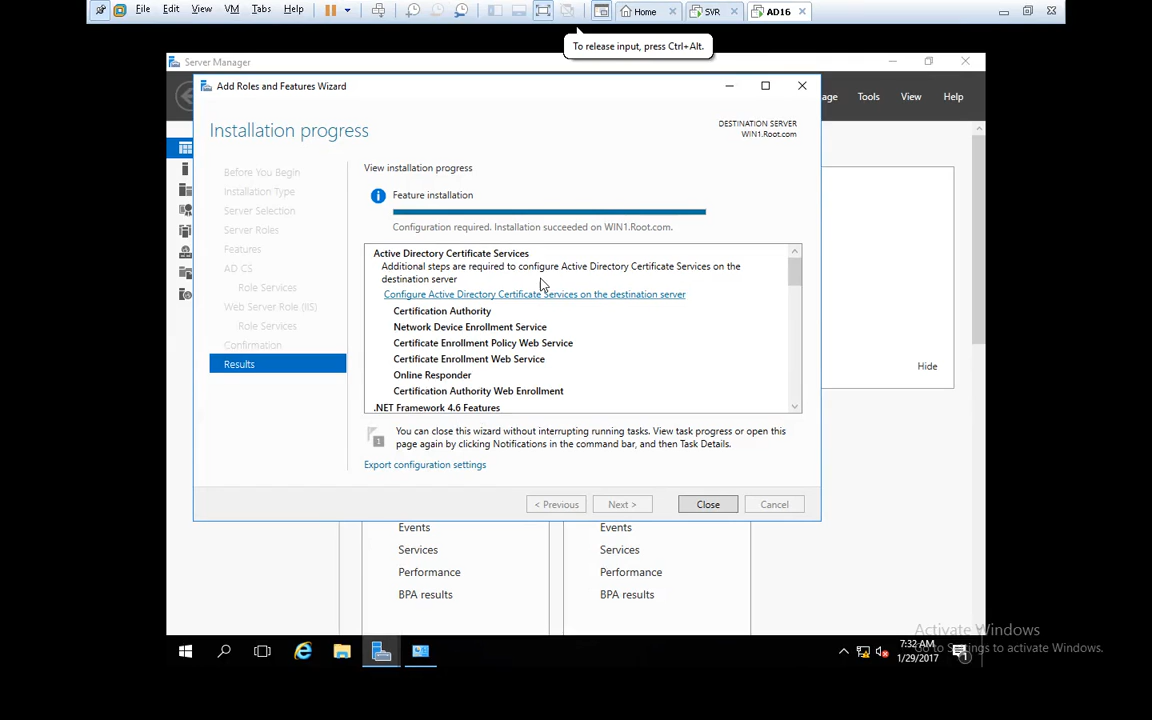 File Edit View VM Tabs Help
Home SVR AD16
To release input, press Ctrl+Alt.
Server Manager
Add Roles and Features Wizard
age Tools View Help
Installation progress
DESTINATION SERVER
WIN1.Root.com
View installation progress
Before You Begin
Installation Type
Server Selection
Server Roles
Features
AD CS
Role Services
Web Server Role (IIS)
Role Services
Confirmation
Results
Feature installation
Configuration required. Installation succeeded on WIN1.Root.com.
Active Directory Certificate Services
Additional steps are required to configure Active Directory Certificate Services on the
destination server
Configure Active Directory Certificate Services on the destination server
Certification Authority
Network Device Enrollment Service
Certificate Enrollment Policy Web Service
Certificate Enrollment Web Service
Online Responder
Certification Authority Web Enrollment
.NET Framework 4.6 Features
Hide
1
You can close this wizard without interrupting running tasks. View task progress or open this
page again by clicking Notifications in the command bar, and then Task Details.
Export configuration settings
< Previous Next > Close Cancel
Events Events
Services Services
Performance Performance
BPA results BPA results
Activate Windows
Go to Settings to activate Windows.
7:32 AM
1/29/2017
1